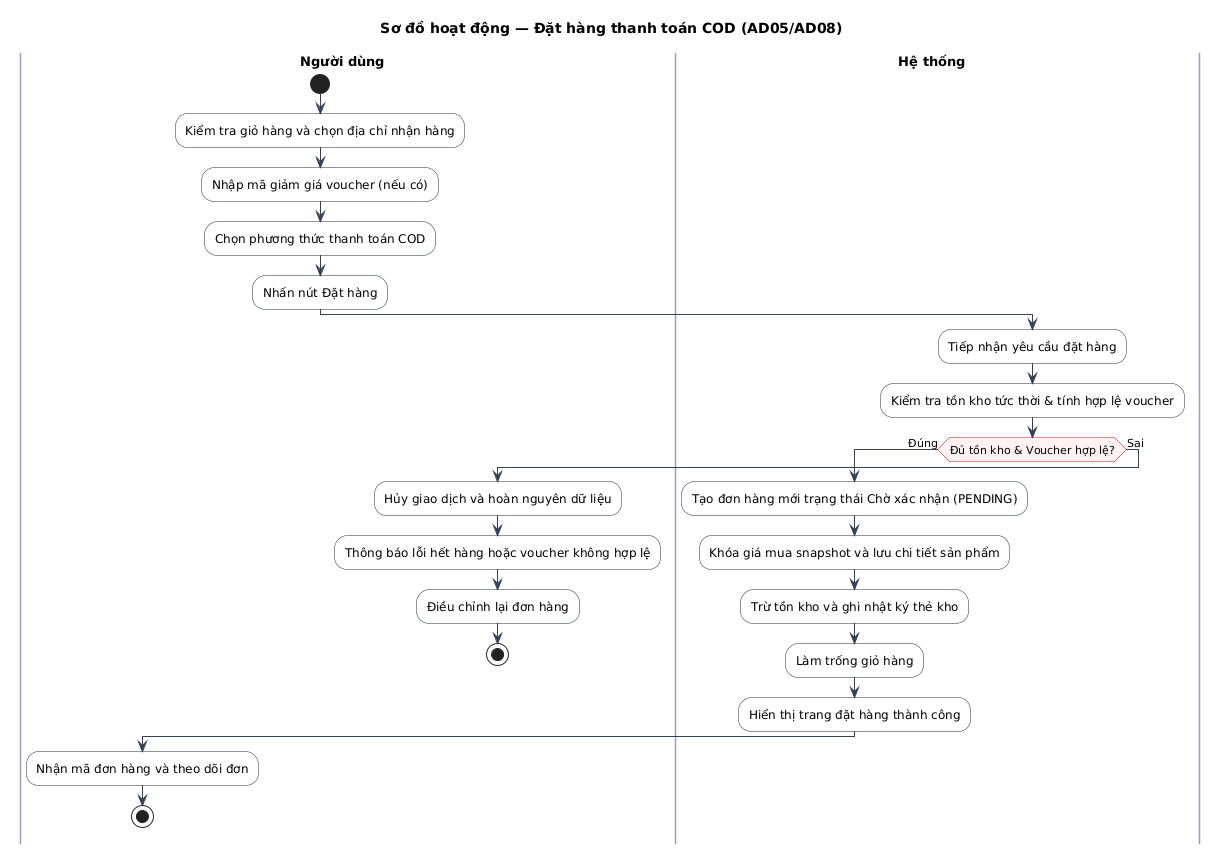 Sơ đồ hoạt động — Đặt hàng thanh toán COD (AD05/AD08)
Người dùng
Hệ thống
Kiểm tra giỏ hàng và chọn địa chỉ nhận hàng
Nhập mã giảm giá voucher (nếu có)
Chọn phương thức thanh toán COD
Nhấn nút Đặt hàng
Tiếp nhận yêu cầu đặt hàng
Kiểm tra tồn kho tức thời & tính hợp lệ voucher
Đúng
Đủ tồn kho & Voucher hợp lệ?
Sai
Hủy giao dịch và hoàn nguyên dữ liệu
Tạo đơn hàng mới trạng thái Chờ xác nhận (PENDING)
Thông báo lỗi hết hàng hoặc voucher không hợp lệ
Khóa giá mua snapshot và lưu chi tiết sản phẩm
Điều chỉnh lại đơn hàng
Trừ tồn kho và ghi nhật ký thẻ kho
Làm trống giỏ hàng
Hiển thị trang đặt hàng thành công
Nhận mã đơn hàng và theo dõi đơn